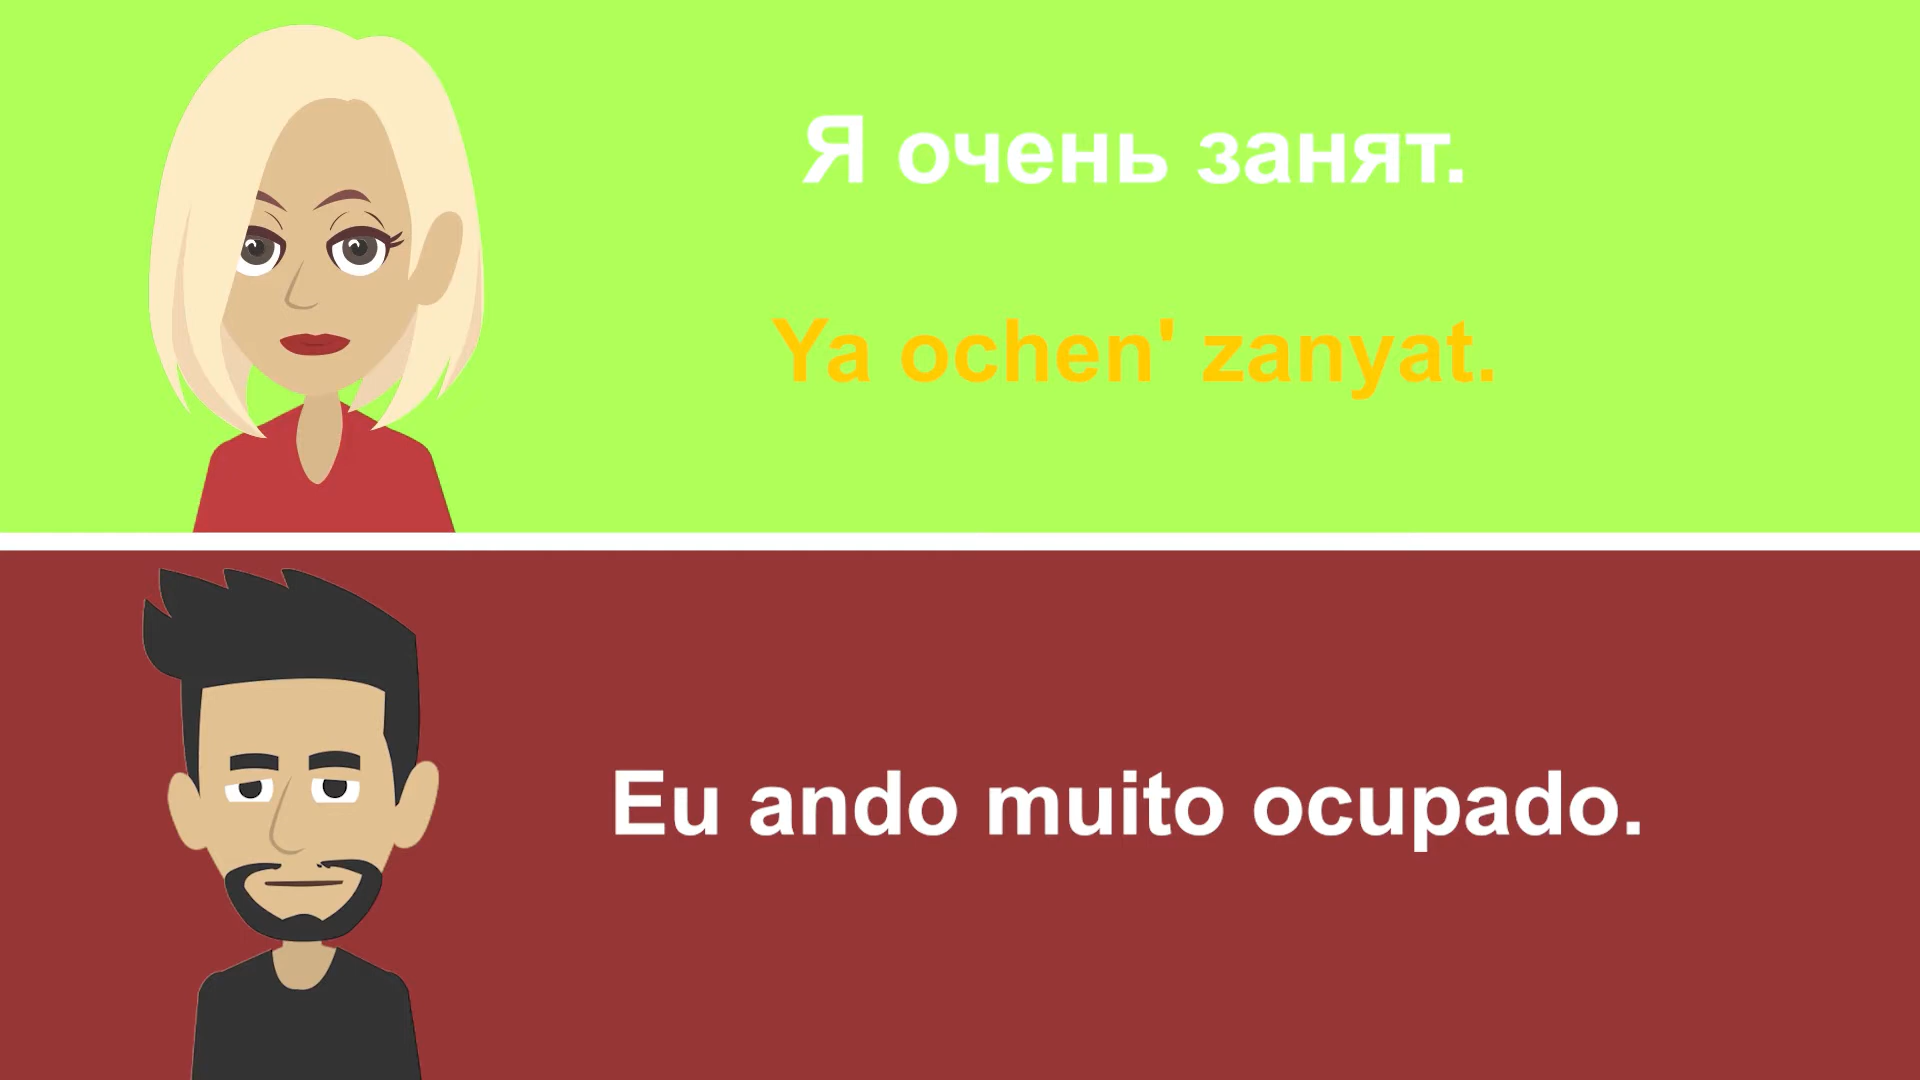 Я очень занят.
Ya ochen' zanyat.
Eu ando muito ocupado.